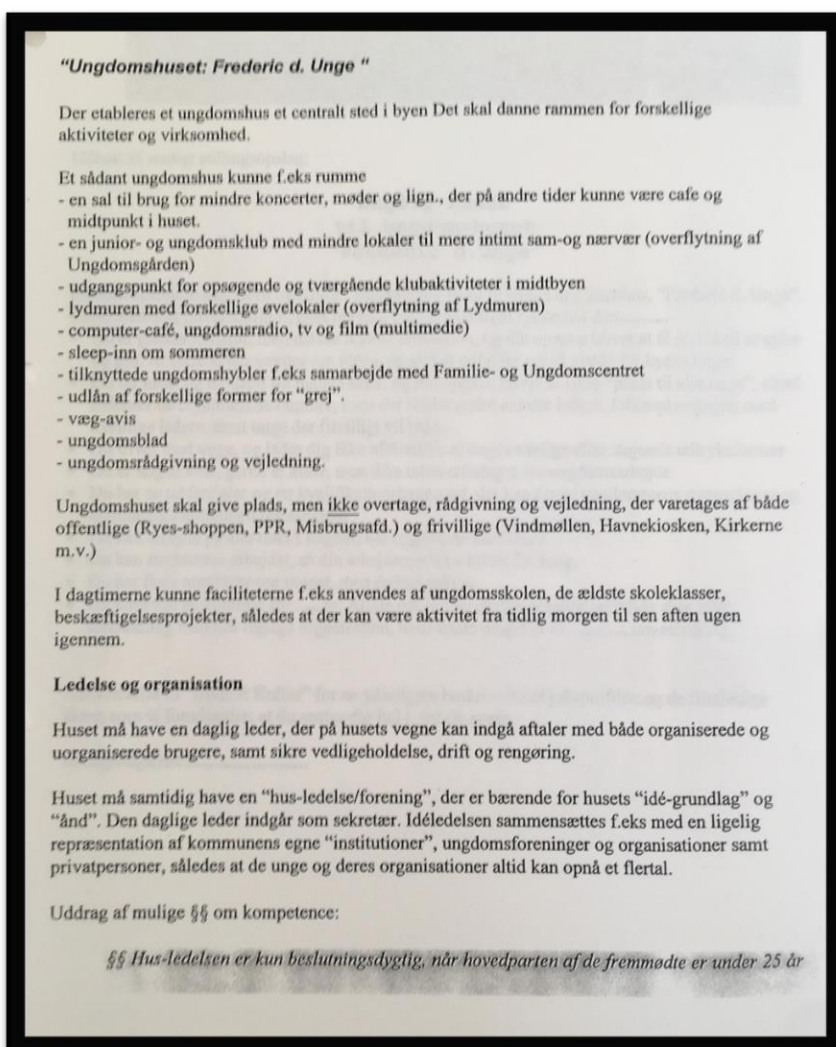 “Ungdomshuset: Frederic d. Unge “
Der etableres et ungdomshus et centralt sted i byen Det skal danne rammen for forskellige
aktiviteter og virksomhed.
Et sådant ungdomshus kunne f.eks rumme
- en sal til brug for mindre koncerter, møder og lign., der på andre tider kunne være cafe og
midtpunkt i huset.
- en junior- og ungdomsklub med mindre lokaler til mere intimt sam-og nærvær (overflytning af
Ungdomsgården)
- udgangspunkt for opsøgende og tværgående klubaktiviteter i midtbyen
- lydmuren med forskellige øvelokaler (overflytning af Lydmuren)
- computer-café, ungdomsradio, tv og film (multimedie)
- sleep-inn om sommeren
- tilknyttede ungdomshybler f.eks samarbejde med Familie- og Ungdomscentret
- udlån af forskellige former for “grej”.
- væg-avis
- ungdomsblad
- ungdomsrådgivning og vejledning.
Ungdomshuset skal give plads, men ikke overtage, rådgivning og vejledning, der varetages af både
offentlige (Ryes-shoppen, PPR, Misbrugsafd.) og frivillige (Vindmøllen, Havnekiosken, Kirkerne
m.v.)
I dagtimerne kunne faciliteterne f.eks anvendes af ungdomsskolen, de ældste skoleklasser,
beskæftigelsesprojekter, således at der kan være aktivitet fra tidlig morgen til sen aften ugen
igennem.
Ledelse og organisation
Huset må have en daglig leder, der på husets vegne kan indgå aftaler med både organiserede og
uorganiserede brugere, samt sikre vedligeholdelse, drift og rengøring.
Huset må samtidig have en “hus-ledelse/forening”, der er bærende for husets “idé-grundlag” og
“ånd”. Den daglige leder indgår som sekretær. Idéledelsen sammensættes f.eks med en ligelig
repræsentation af kommunens egne “institutioner”, ungdomsforeninger og organisationer samt
privatpersoner, således at de unge og deres organisationer altid kan opnå et flertal.
Uddrag af mulige §§ om kompetence:
§§ Hus-ledelsen er kun beslutningsdygtig, når hovedparten af de fremmødte er under 25 år